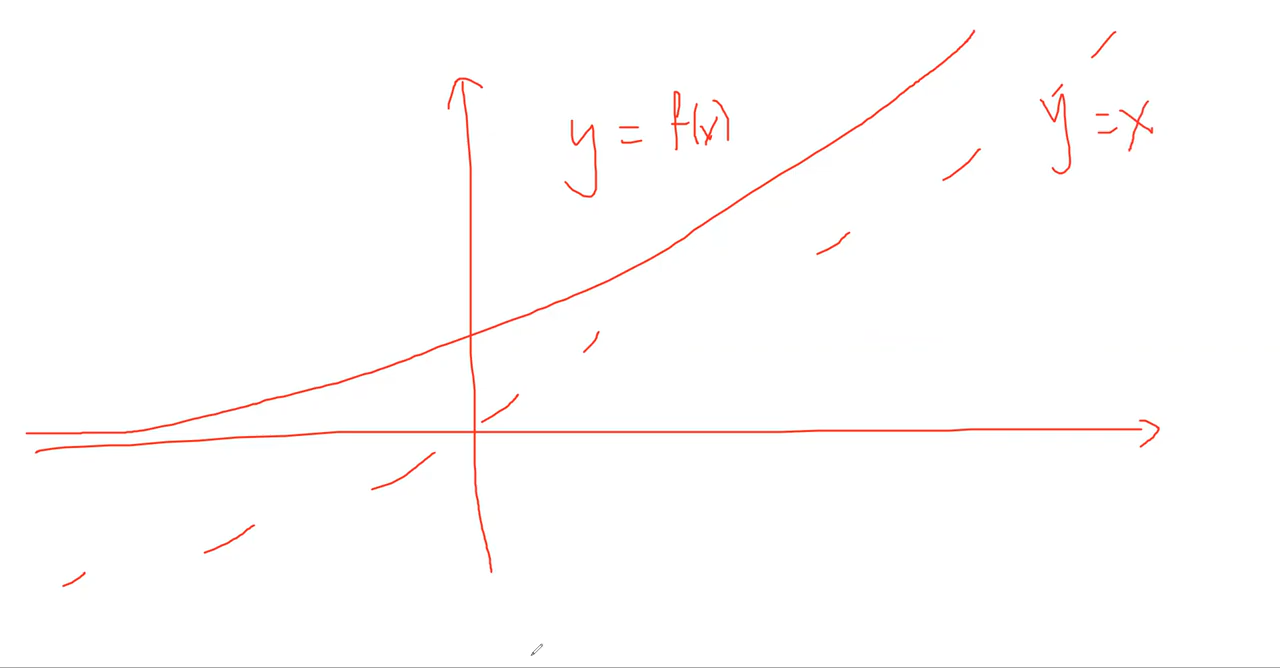 y = f(x)
y = x